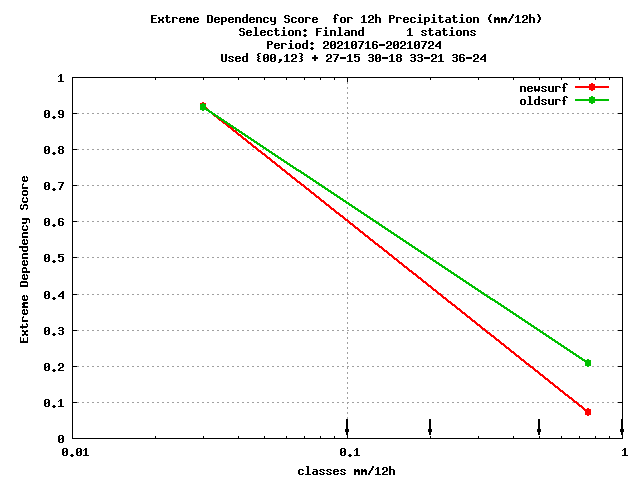 Extreme Dependency Score for 12h Precipitation (mm/12h)
Selection: Finland 1 stations
Period: 20210716-20210724
Used {00,12} + 27-15 30-18 33-21 36-24
newsurf
oldsurf
1
0.9
0.8
0.7
0.6
0.5
0.4
0.3
0.2
0.1
0
Extreme Dependency Score
0.01 0.1 1
classes mm/12h